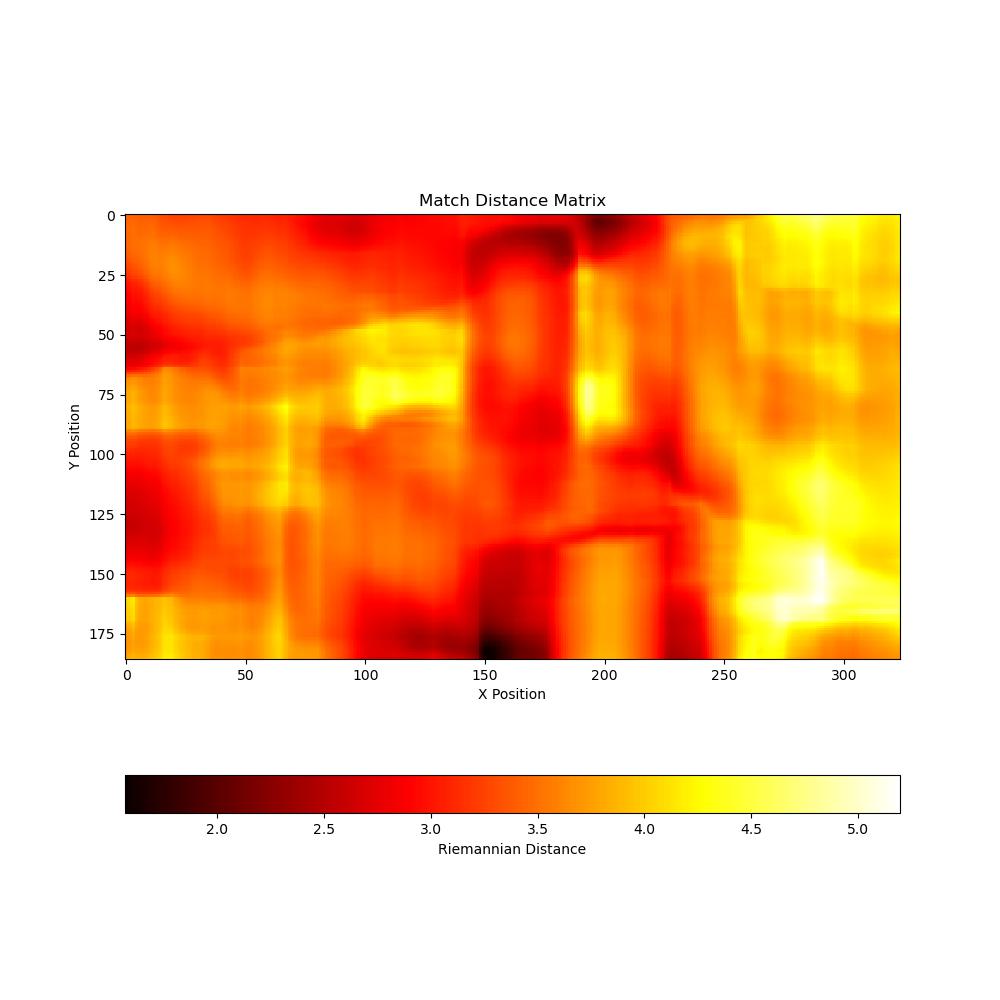 Match Distance Matrix
0
25
50
75
100
125
150
175
Y Position
0 50 100 150 200 250 300
X Position
2.0 2.5 3.0 3.5 4.0 4.5 5.0
Riemannian Distance